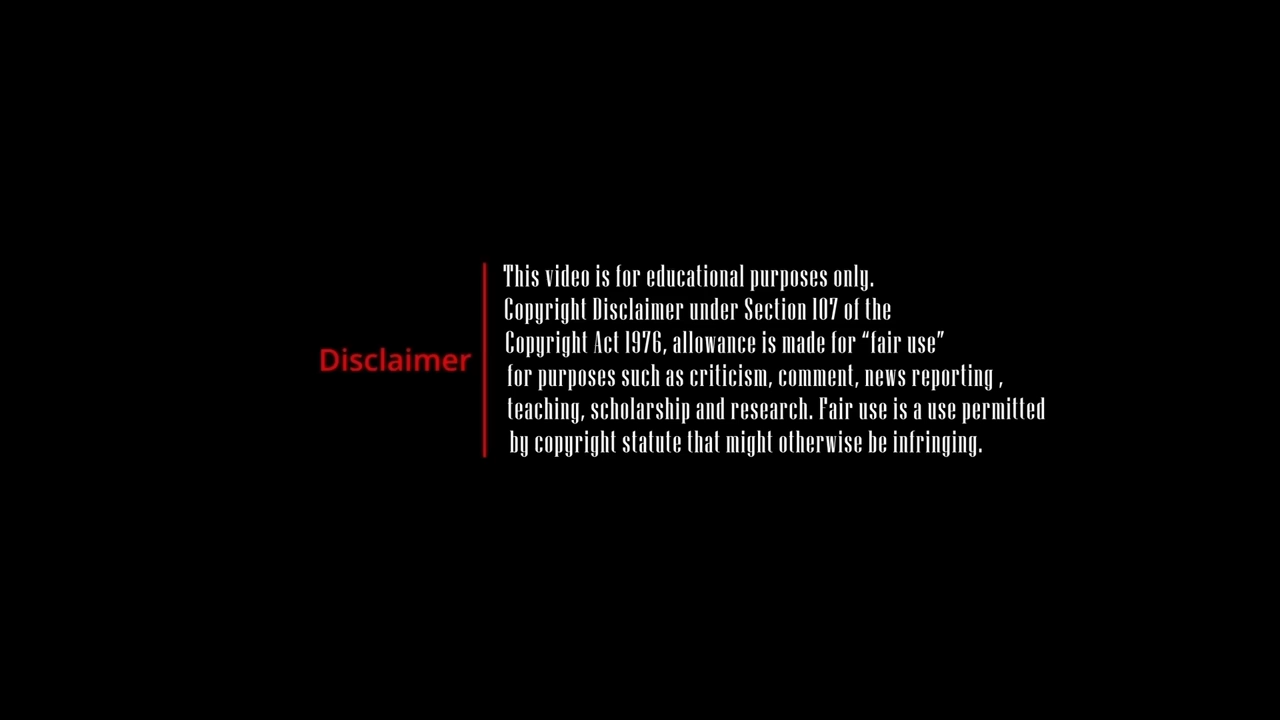 Disclaimer
This video is for educational purposes only.
Copyright Disclaimer under Section 107 of the
Copyright Act 1976, allowance is made for “fair use”
for purposes such as criticism, comment, news reporting ,
teaching, scholarship and research. Fair use is a use permitted
by copyright statute that might otherwise be infringing.